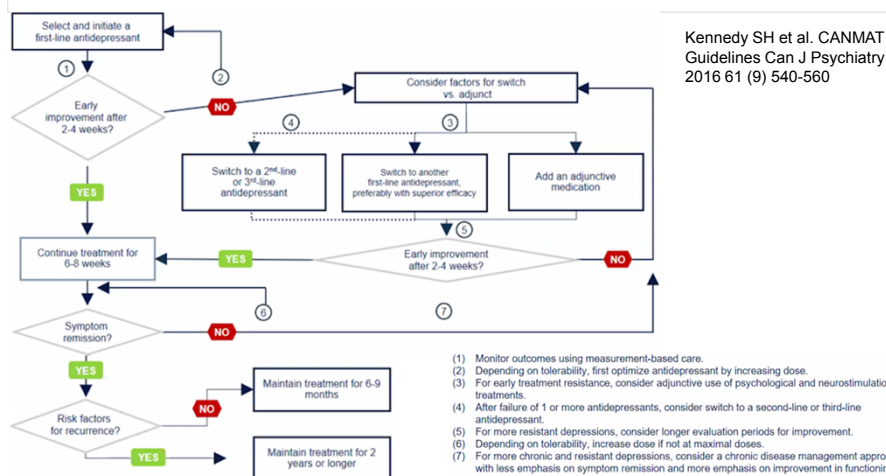 Select and initiate a
first-line antidepressant
Kennedy SH et al. CANMAT
Guidelines Can J Psychiatry
2016 61 (9) 540-560
1
2
Early
improvement after
2-4 weeks?
NO
Consider factors for switch
vs. adjunct
4
3
Switch to a 2nd-line
or 3rd-line
antidepressant
Switch to another
first-line antidepressant,
preferably with superior efficacy
Add an adjunctive
medication
YES
5
Continue treatment for
6-8 weeks
YES
Early improvement
after 2-4 weeks?
NO
6
7
Symptom
remission?
NO
YES
Maintain treatment for 6-9
months
NO
Risk factors
for recurrence?
YES
Maintain treatment for 2
years or longer
(1) Monitor outcomes using measurement-based care.
(2) Depending on tolerability, first optimize antidepressant by increasing dose.
(3) For early treatment resistance, consider adjunctive use of psychological and neurostimulatio
treatments.
(4) After failure of 1 or more antidepressants, consider switch to a second-line or third-line
antidepressant.
(5) For more resistant depressions, consider longer evaluation periods for improvement.
(6) Depending on tolerability, increase dose if not at maximal doses.
(7) For more chronic and resistant depressions, consider a chronic disease management appro
with less emphasis on symptom remission and more emphasis on improvement in functionin